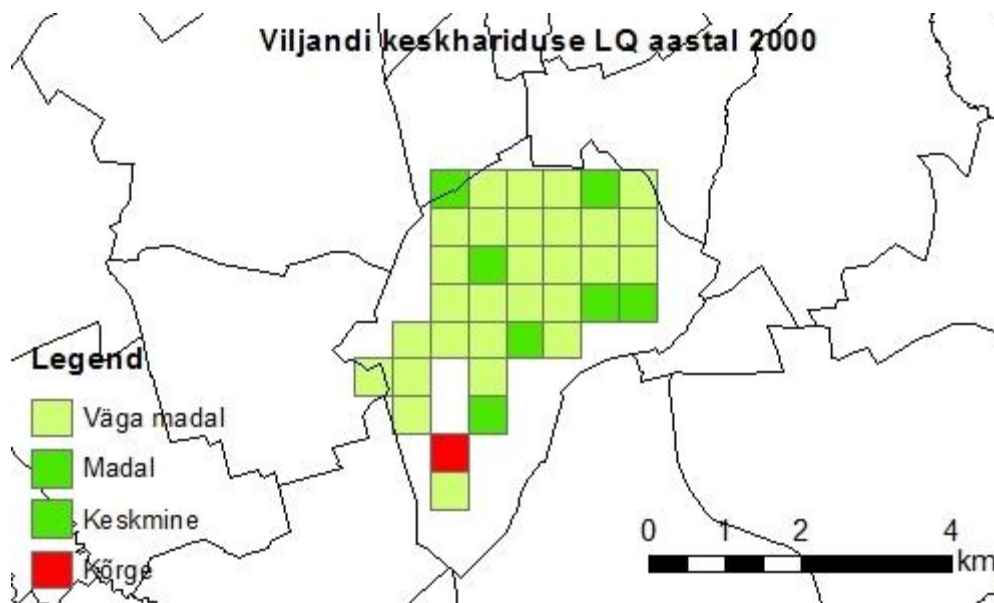 Viljandi keskhariduse LQ aastal 2000
Legend
Väga madal
Madal
Keskmine
Kõrge
0 1 2 4
km